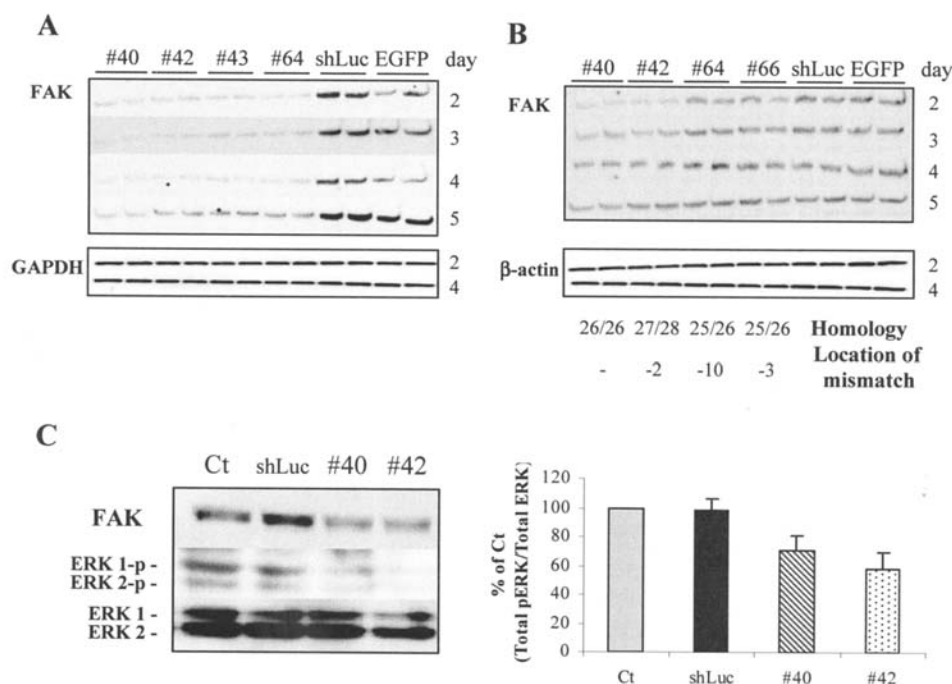 A
#40 #42 #43 #64 shLuc EGFP day
FAK
2
3
4
5
GAPDH
2
4
B
#40 #42 #64 #66 shLuc EGFP day
FAK
2
3
4
5
β-actin
2
4
26/26 27/28 25/26 25/26 Homology
- -2 -10 -3 Location of
mismatch
C
Ct shLuc #40 #42
FAK
ERK 1-p -
ERK 2-p -
ERK 1 -
ERK 2 -
% of Ct
(Total pERK/Total ERK)
120
100
80
60
40
20
0
Ct shLuc #40 #42